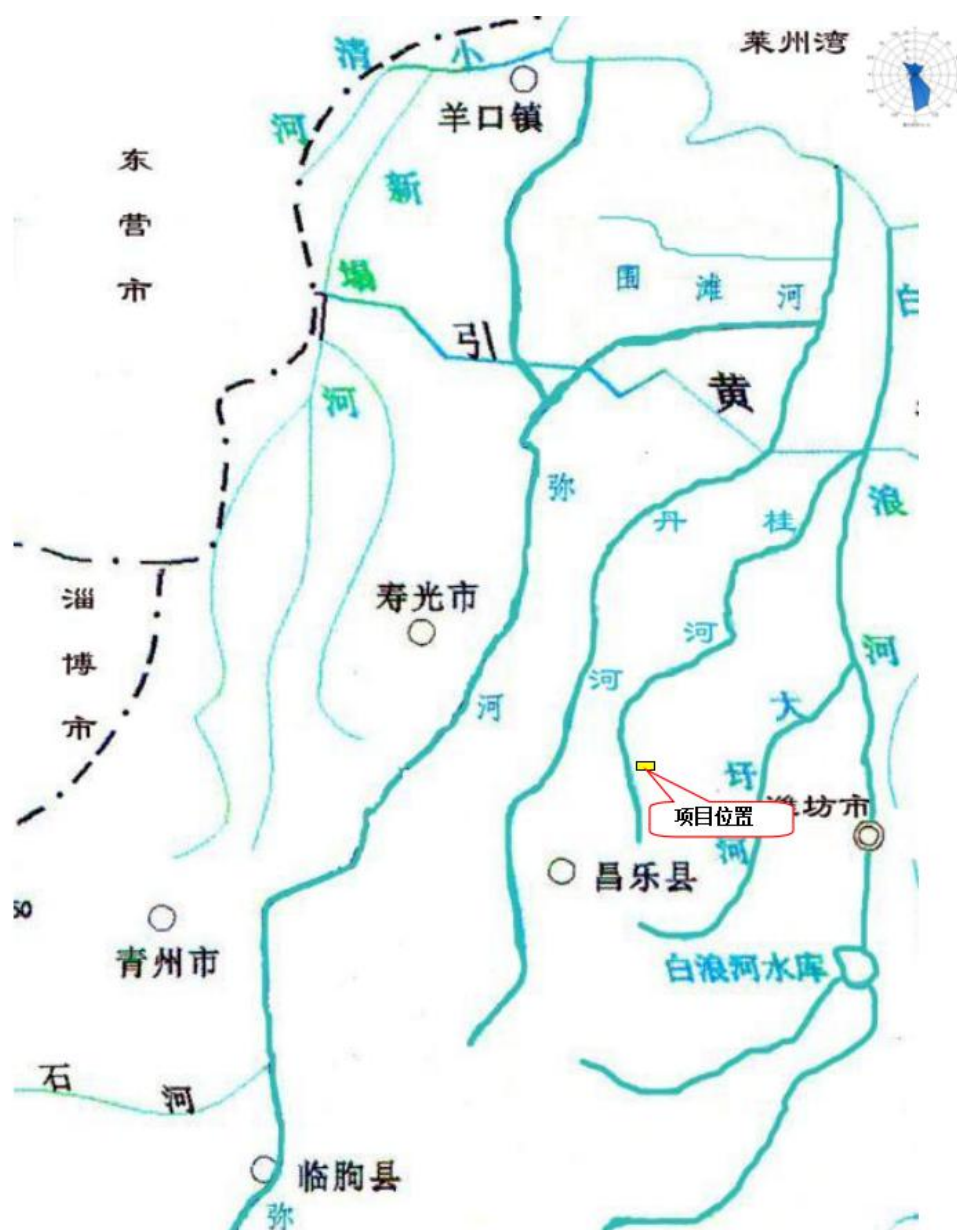 莱州湾
小清河
羊口镇
东营市
新塌河
围滩河
引黄
白浪河
弥河
丹河
桂河
淄博市
寿光市
大圩河
项目位置
坊市
昌乐县
青州市
白浪河水库
石河
临朐县
弥